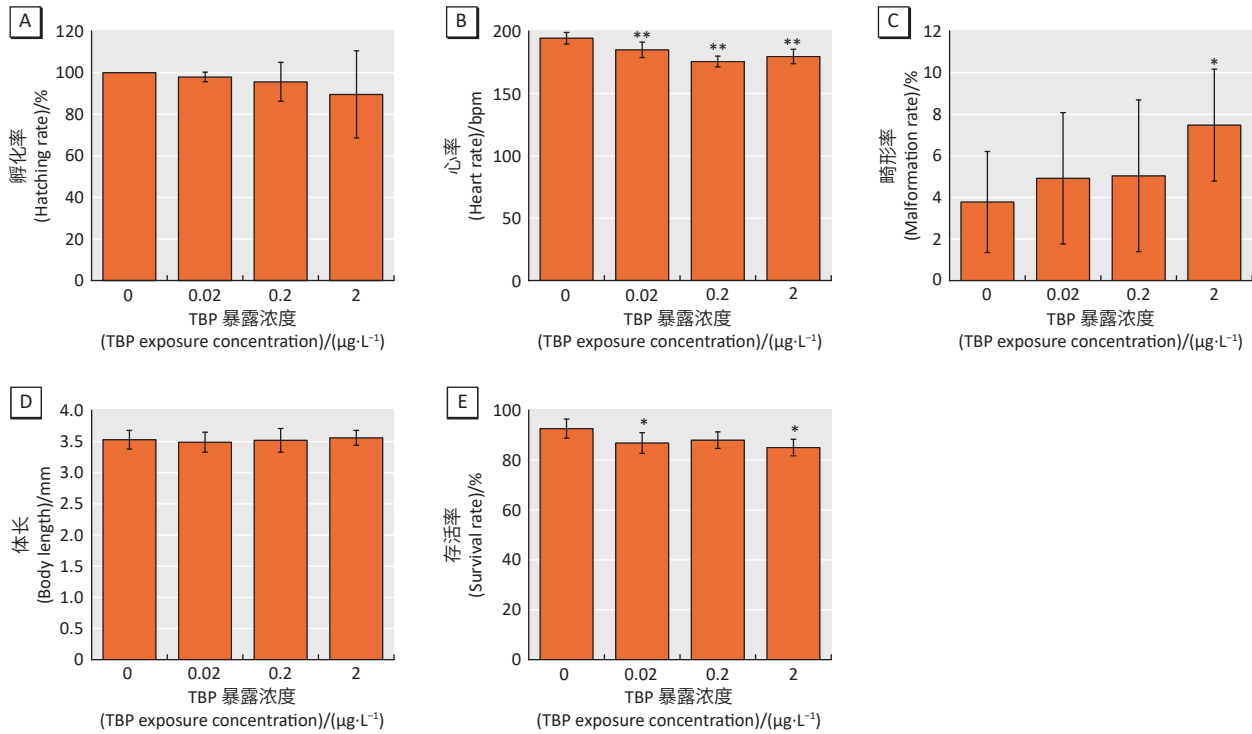 A
120
100
80
60
40
20
0
孵化率
(Hatching rate)/%
0 0.02 0.2 2
TBP 暴露浓度
(TBP exposure concentration)/(μg·L⁻¹)
B
200
150
100
50
0
心率
(Heart rate)/bpm
** ** **
0 0.02 0.2 2
TBP 暴露浓度
(TBP exposure concentration)/(μg·L⁻¹)
C
12
10
8
6
4
2
0
畸形率
(Malformation rate)/%
*
0 0.02 0.2 2
TBP 暴露浓度
(TBP exposure concentration)/(μg·L⁻¹)
D
4.0
3.5
3.0
2.5
2.0
1.5
1.0
0.5
0
体长
(Body length)/mm
0 0.02 0.2 2
TBP 暴露浓度
(TBP exposure concentration)/(μg·L⁻¹)
E
100
80
60
40
20
0
存活率
(Survival rate)/%
* *
0 0.02 0.2 2
TBP 暴露浓度
(TBP exposure concentration)/(μg·L⁻¹)